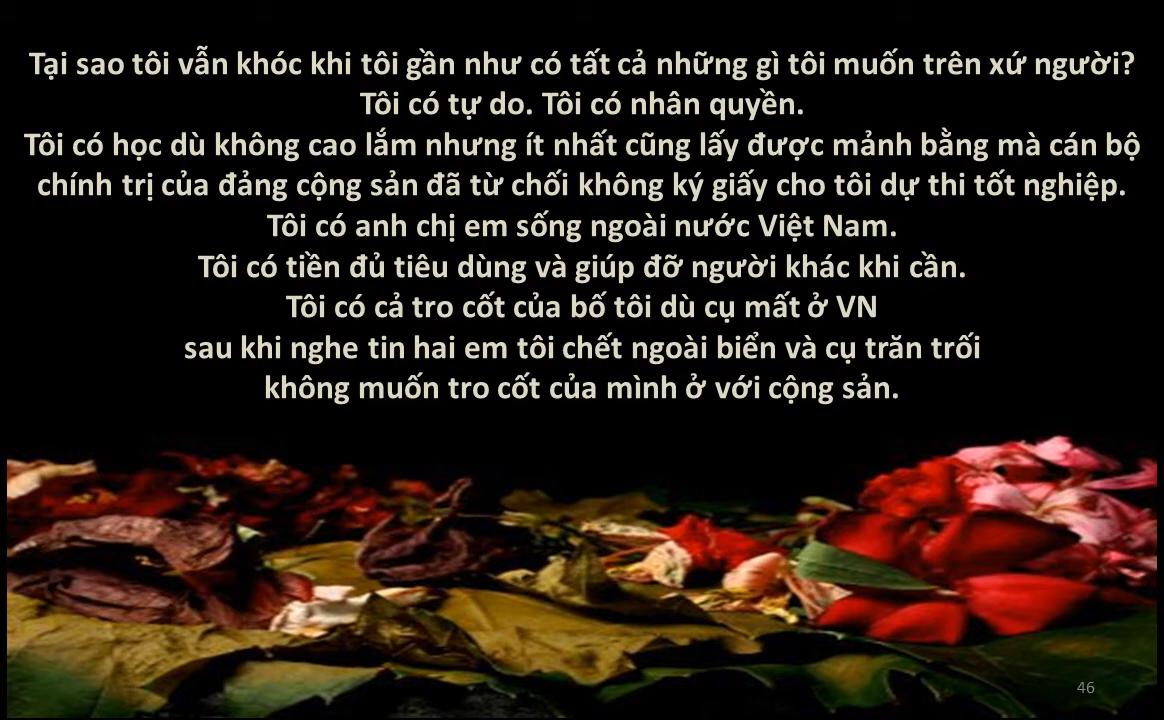 Tại sao tôi vẫn khóc khi tôi gần như có tất cả những gì tôi muốn trên xứ người?
Tôi có tự do. Tôi có nhân quyền.
Tôi có học dù không cao lắm nhưng ít nhất cũng lấy được mảnh bằng mà cán bộ
chính trị của đảng cộng sản đã từ chối không ký giấy cho tôi dự thi tốt nghiệp.
Tôi có anh chị em sống ngoài nước Việt Nam.
Tôi có tiền đủ tiêu dùng và giúp đỡ người khác khi cần.
Tôi có cả tro cốt của bố tôi dù cụ mất ở VN
sau khi nghe tin hai em tôi chết ngoài biển và cụ trăn trối
không muốn tro cốt của mình ở với cộng sản.
46